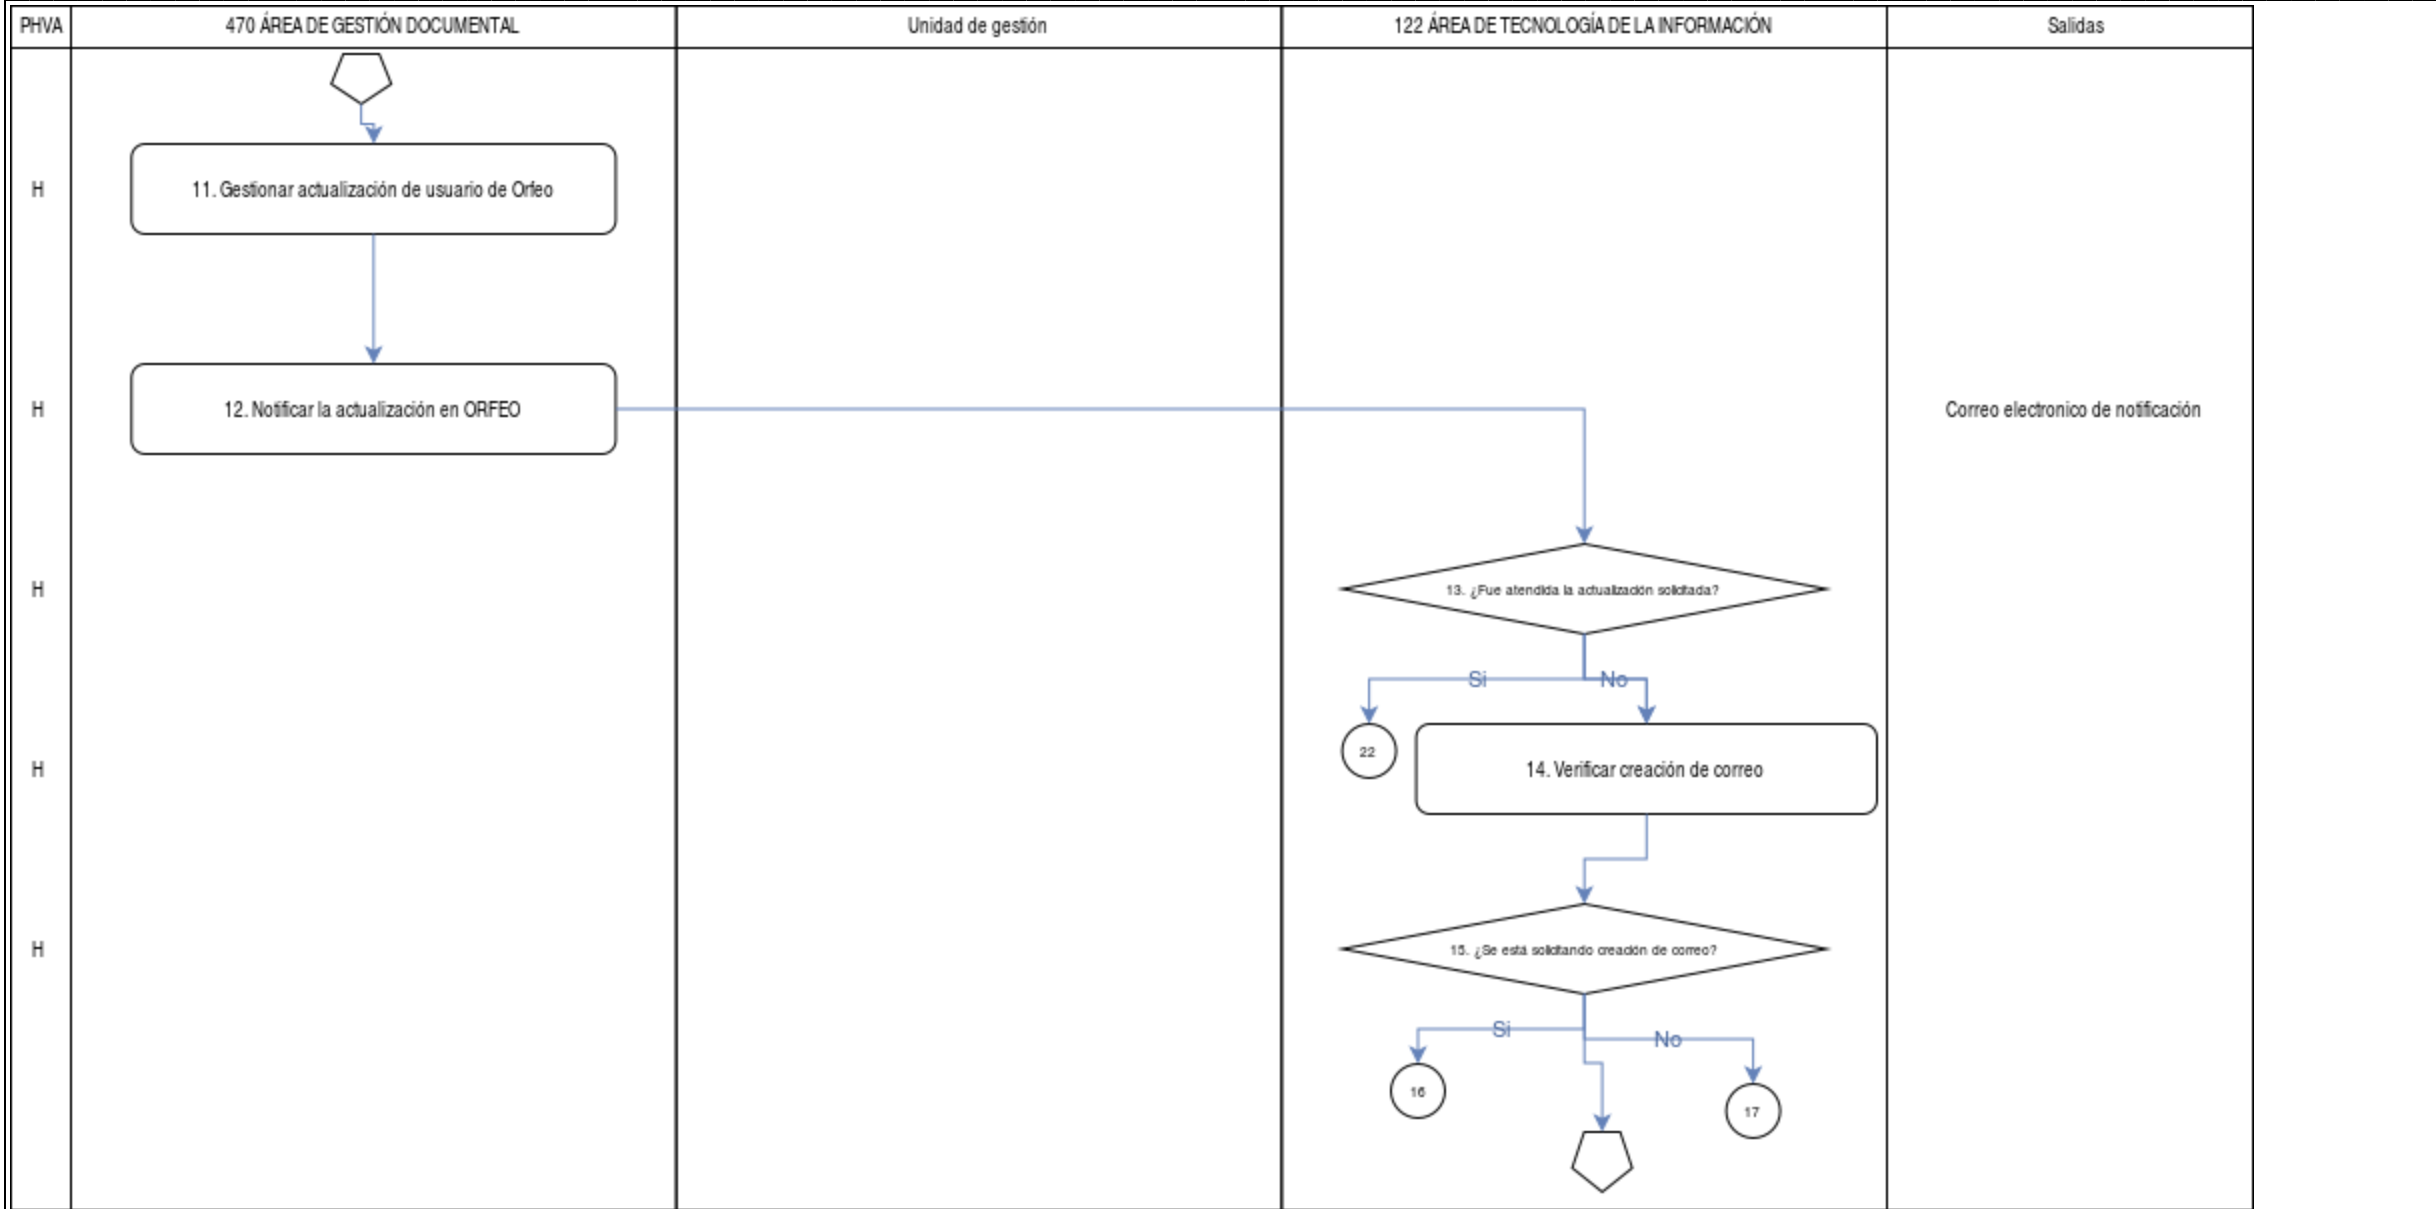 PHVA
470 ÁREA DE GESTIÓN DOCUMENTAL
Unidad de gestión
122 ÁREA DE TECNOLOGÍA DE LA INFORMACIÓN
Salidas
H
11. Gestionar actualización de usuario de Orfeo
H
12. Notificar la actualización en ORFEO
Correo electronico de notificación
H
13. ¿Fue atendida la actualización solicitada?
Si
No
H
22
14. Verificar creación de correo
H
15. ¿Se está solicitando creación de correo?
Si
No
16
17